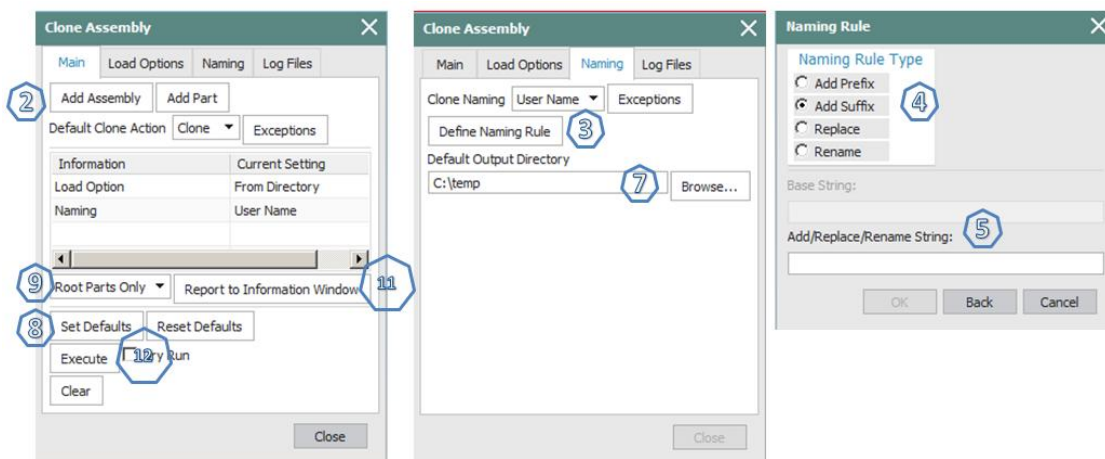 Clone Assembly
Main Load Options Naming Log Files
2 Add Assembly Add Part
Default Clone Action Clone Exceptions
Information Current Setting
Load Option From Directory
Naming User Name
9 Root Parts Only Report to Information Window 11
8 Set Defaults Reset Defaults
Execute 12 Dry Run
Clear
Close
Clone Assembly
Main Load Options Naming Log Files
Clone Naming User Name Exceptions
Define Naming Rule 3
Default Output Directory
C:\temp 7 Browse...
Close
Naming Rule
Naming Rule Type
Add Prefix
Add Suffix 4
Replace
Rename
Base String:
Add/Replace/Rename String: 5
OK Back Cancel